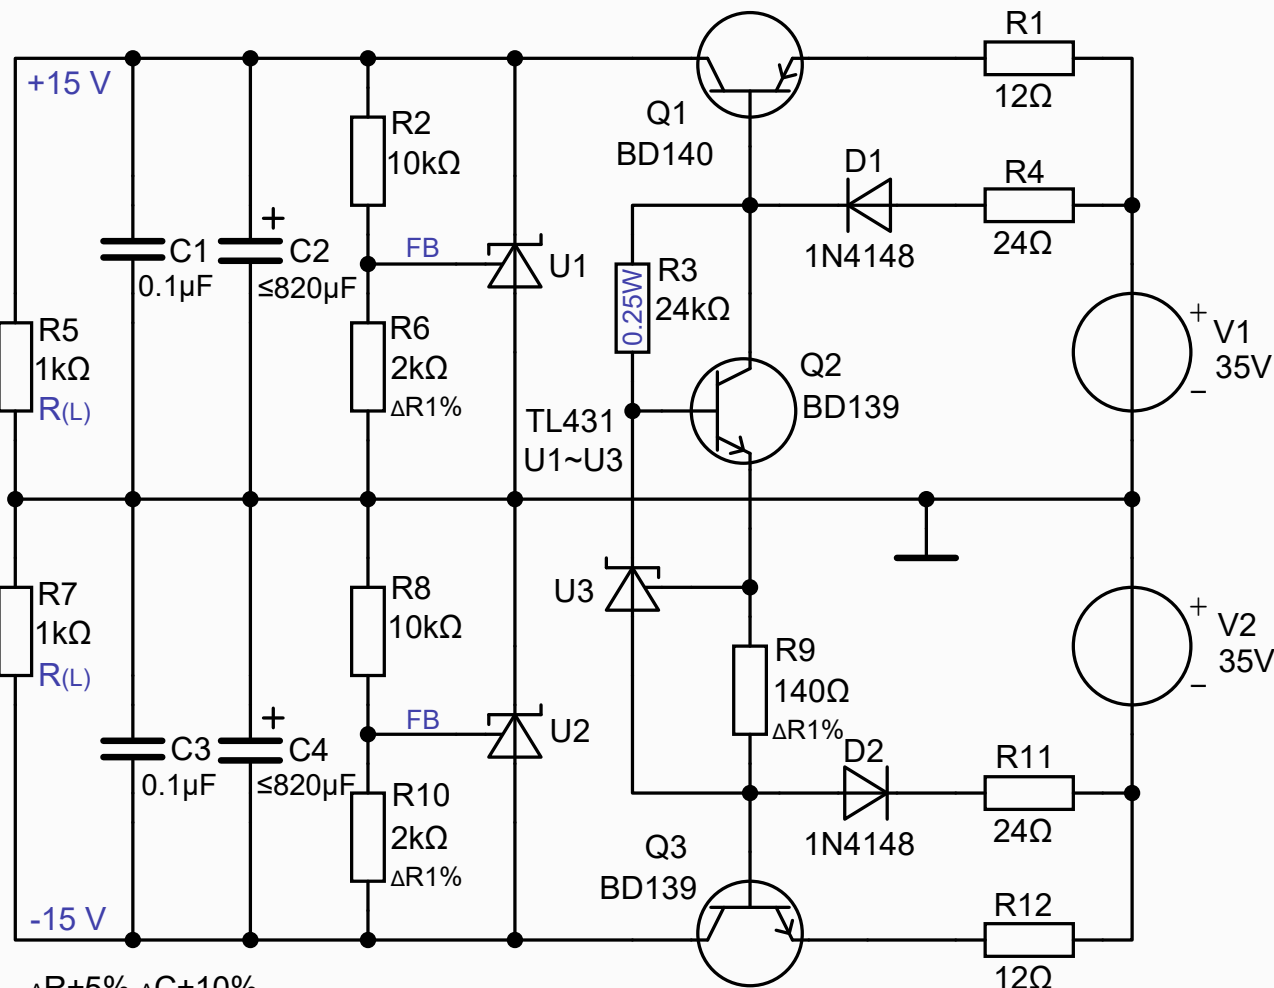 R1
+15 V
12Ω
Q1
BD140
R2
10kΩ
D1
R4
1N4148
24Ω
+
C1
0.1µF
+
C2
≤820µF
FB
U1
0.25W
R3
24kΩ
R5
1kΩ
R(L)
R6
2kΩ
ΔR1%
Q2
BD139
TL431
U1~U3
+
V1
35V
−
R7
1kΩ
R(L)
R8
10kΩ
U3
+
V2
35V
−
R9
140Ω
ΔR1%
FB
U2
C3
0.1µF
C4
≤820µF
D2
1N4148
R11
24Ω
R10
2kΩ
ΔR1%
Q3
BD139
R12
12Ω
-15 V